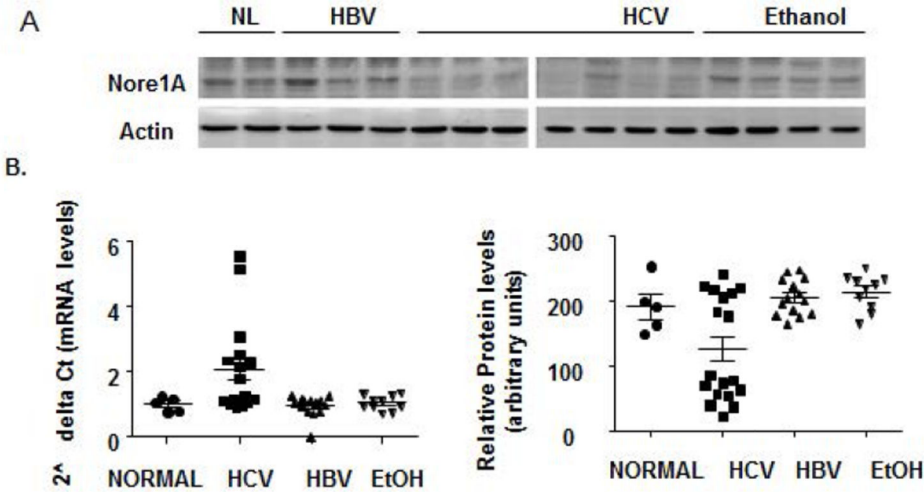 A
NL HBV HCV Ethanol
Nore1A
Actin
B.
2^ delta Ct (mRNA levels)
6
4
2
0
NORMAL HCV HBV EtOH
Relative Protein levels
(arbitrary units)
300
200
100
0
NORMAL HCV HBV EtOH